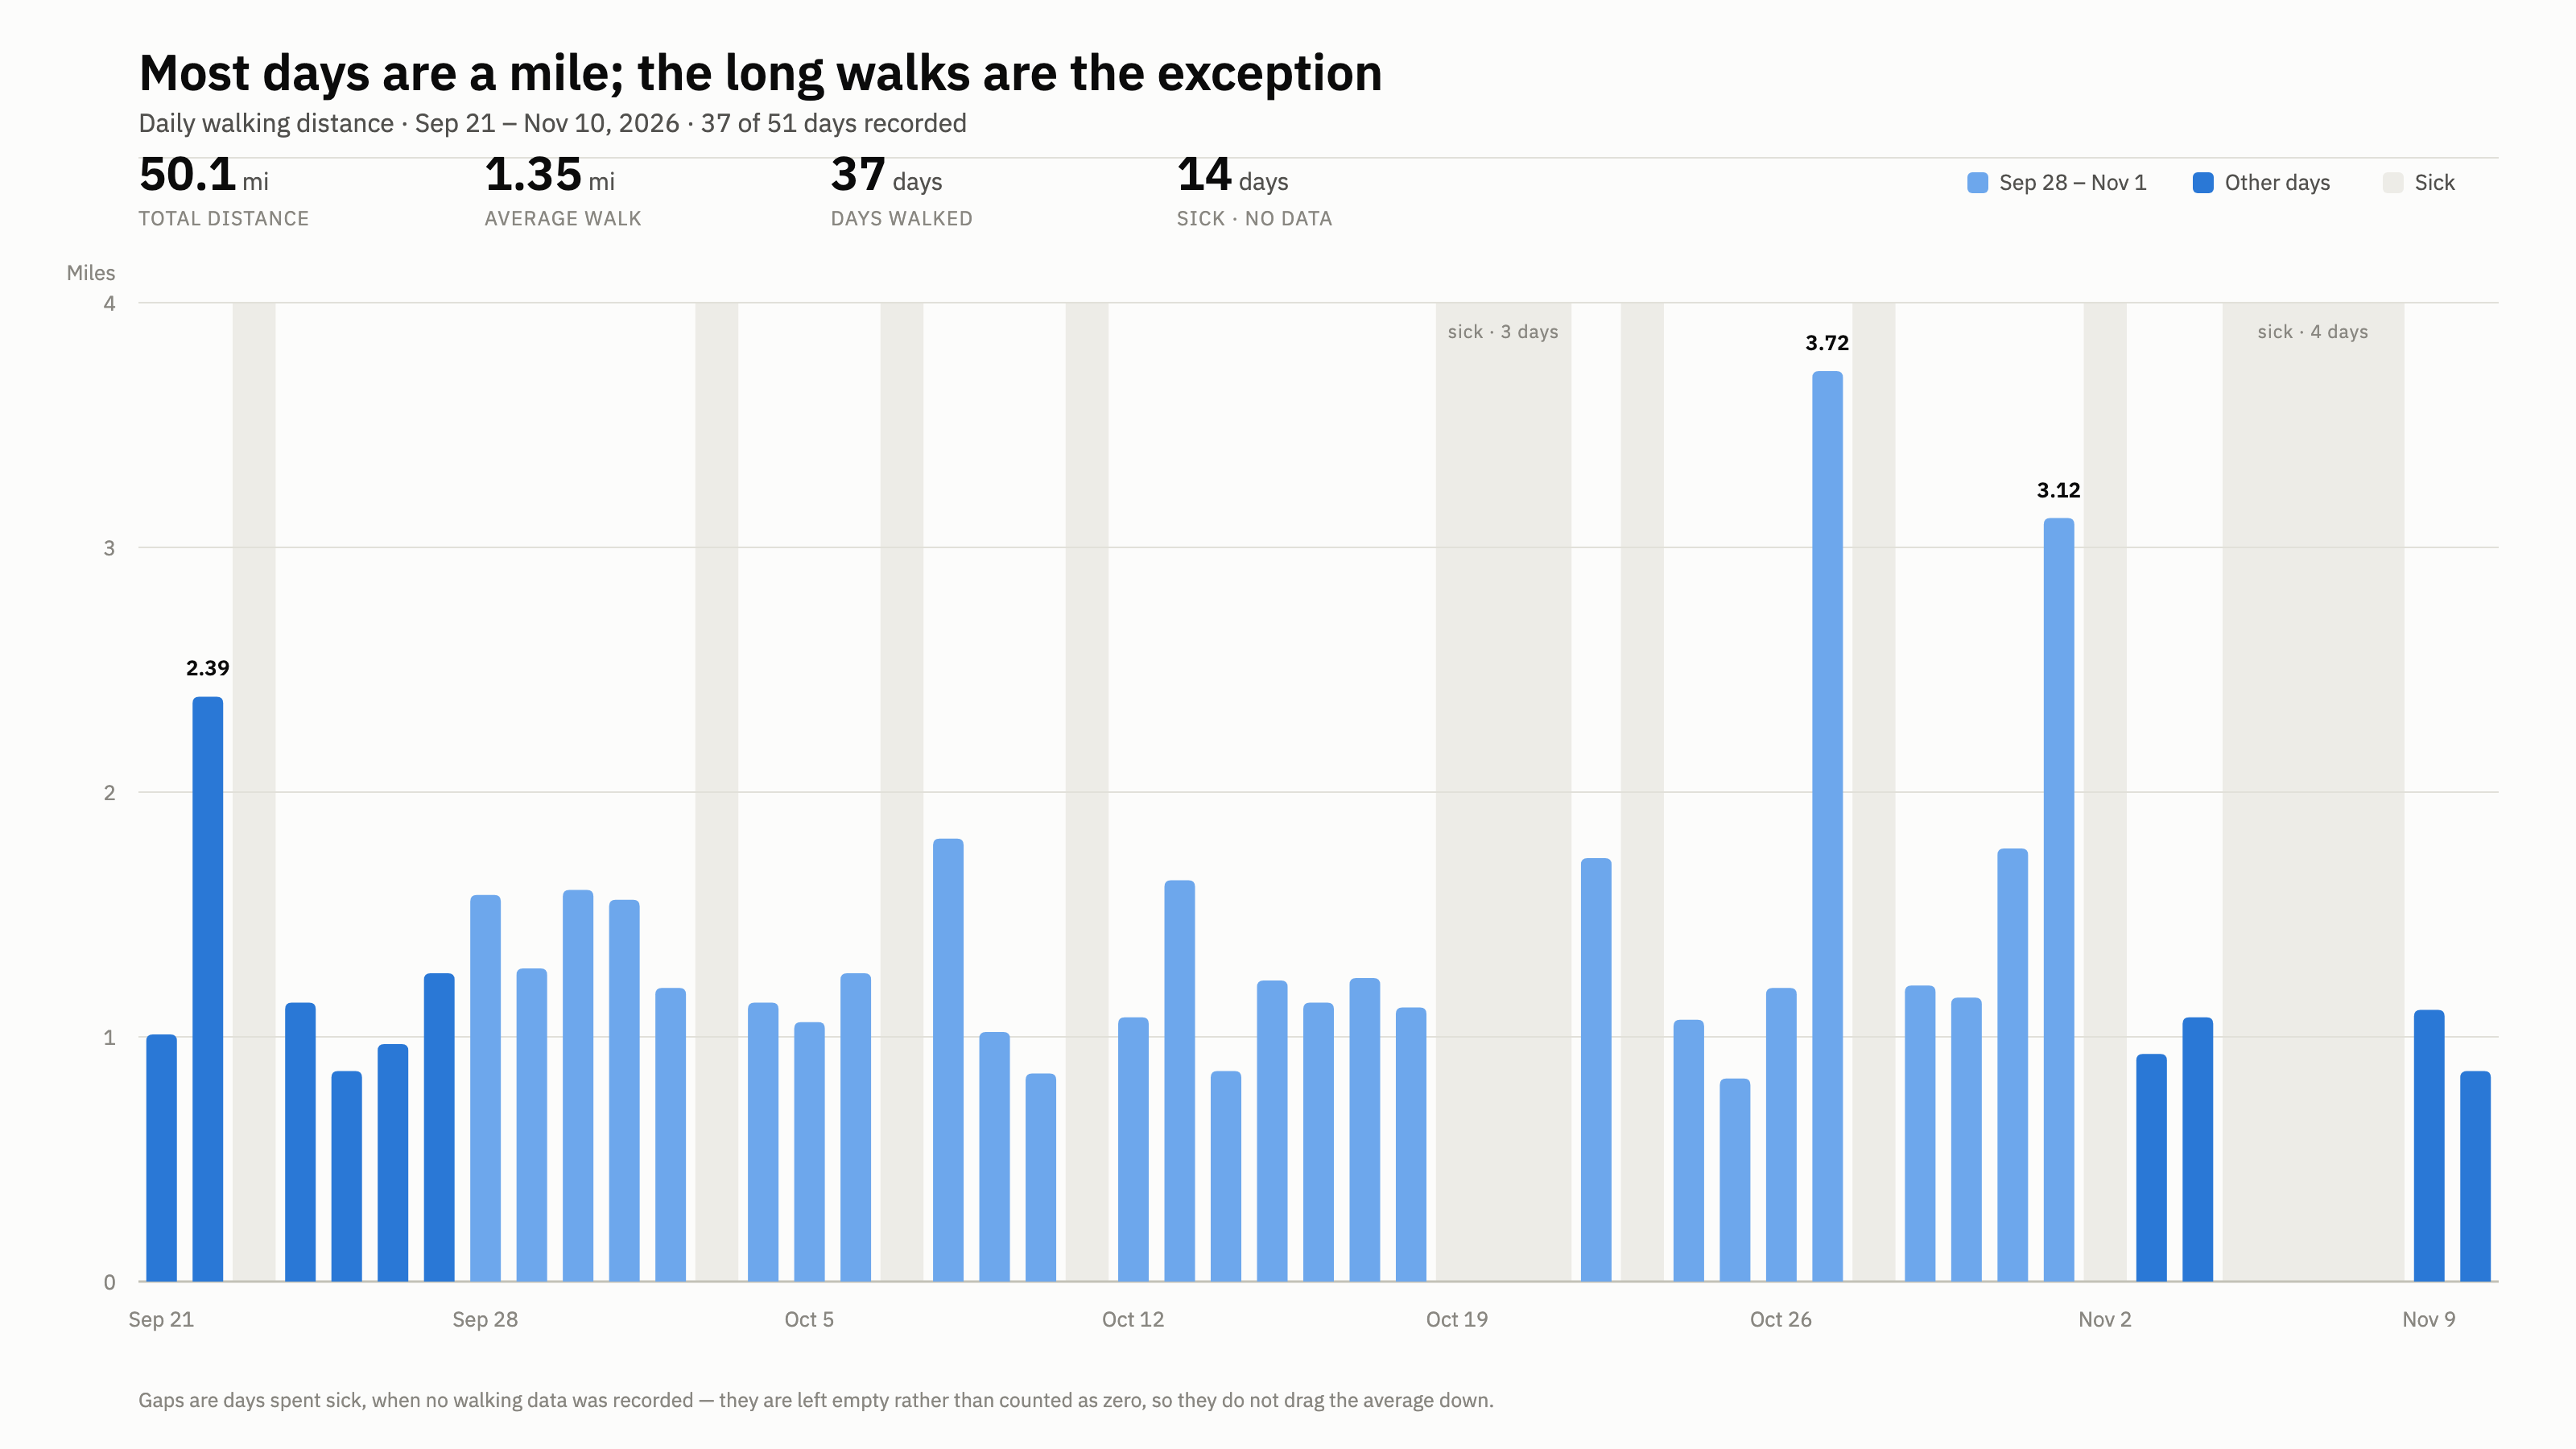 Most days are a mile; the long walks are the exception
Daily walking distance · Sep 21 – Nov 10, 2026 · 37 of 51 days recorded
50.1 mi
TOTAL DISTANCE
1.35 mi
AVERAGE WALK
37 days
DAYS WALKED
14 days
SICK · NO DATA
Sep 28 – Nov 1
Other days
Sick
Miles
4
3
2
1
0
2.39
sick · 3 days
3.72
3.12
sick · 4 days
Sep 21
Sep 28
Oct 5
Oct 12
Oct 19
Oct 26
Nov 2
Nov 9
Gaps are days spent sick, when no walking data was recorded — they are left empty rather than counted as zero, so they do not drag the average down.